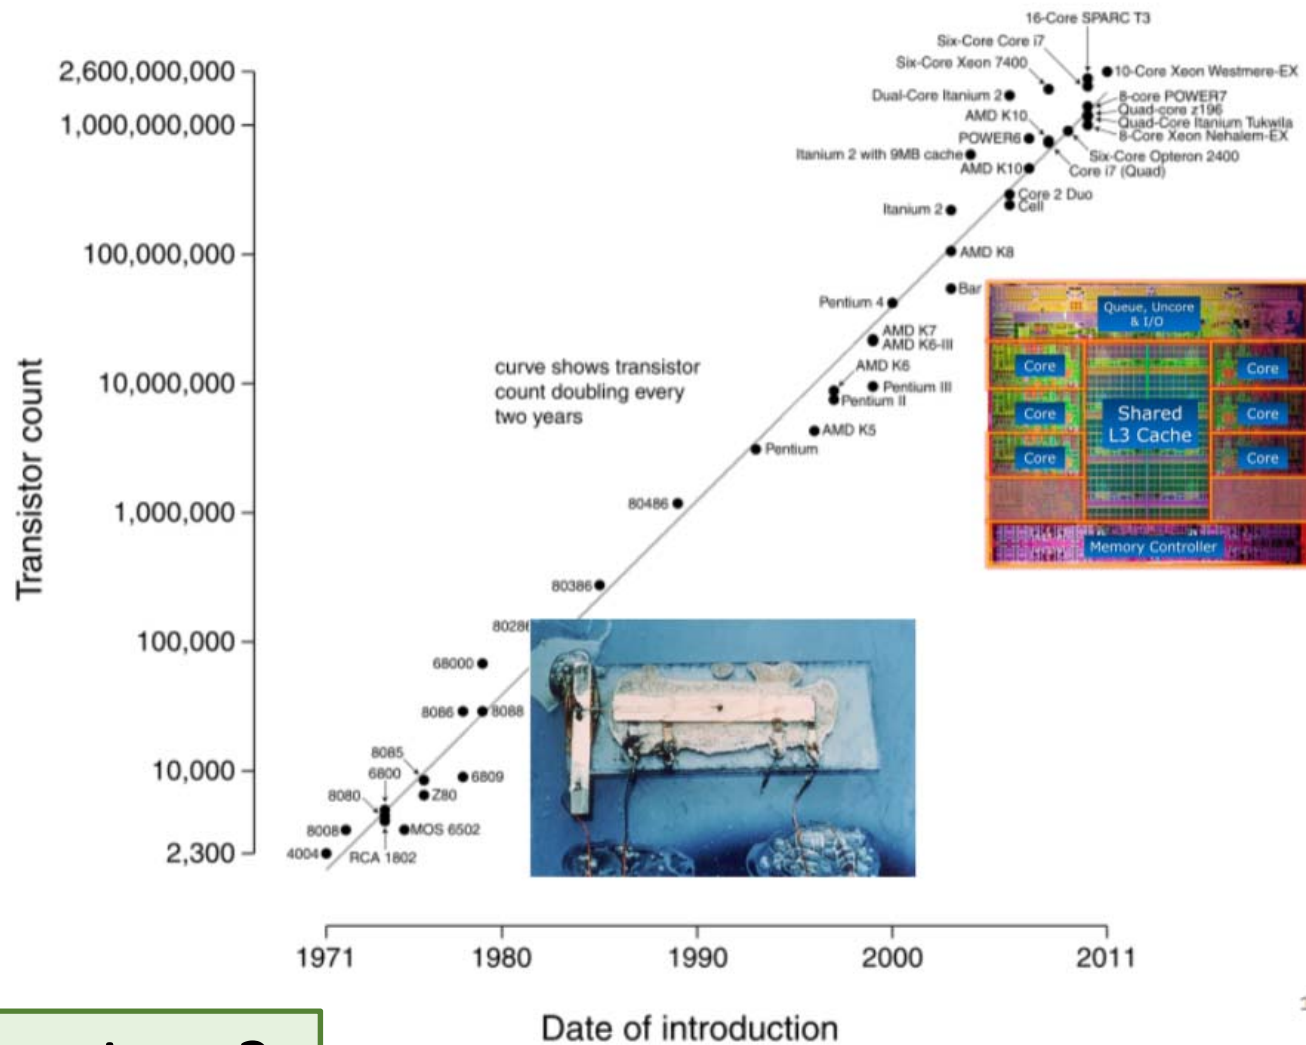 16-Core SPARC T3
Six-Core Core i7
Six-Core Xeon 7400
10-Core Xeon Westmere-EX
Dual-Core Itanium 2
8-core POWER7
Quad-core z196
AMD K10
Quad-Core Itanium Tukwila
POWER6
8-Core Xeon Nehalem-EX
Itanium 2 with 9MB cache
Six-Core Opteron 2400
AMD K10
Core i7 (Quad)
Core 2 Duo
Cell
Itanium 2
AMD K8
Bar
Pentium 4
AMD K7
AMD K6-III
AMD K6
Pentium III
Pentium II
AMD K5
Pentium
80486
80386
80286
68000
8086
8088
8085
6800
6809
8080
Z80
8008
MOS 6502
4004
RCA 1802
2,600,000,000
1,000,000,000
100,000,000
10,000,000
1,000,000
100,000
10,000
2,300
Transistor count
curve shows transistor
count doubling every
two years
Queue, Uncore
& I/O
Core
Core
Core
Shared
L3 Cache
Core
Core
Core
Memory Controller
1971
1980
1990
2000
2011
Date of introduction